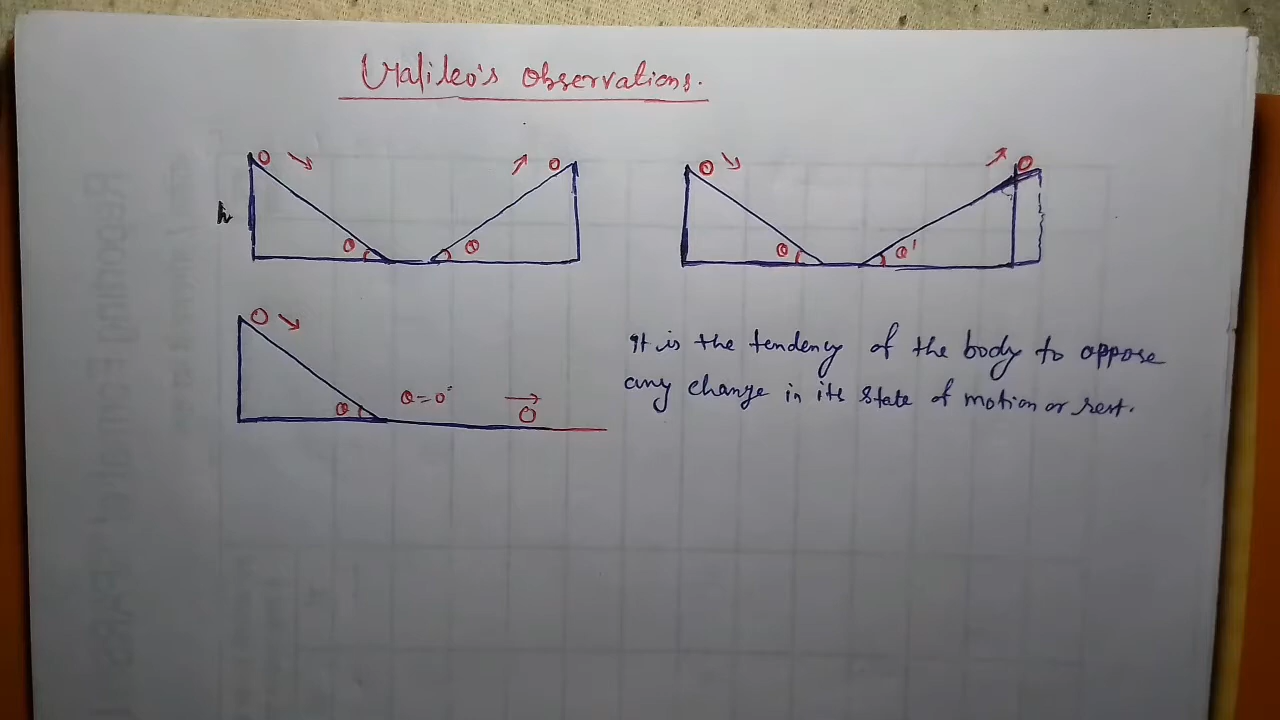 Galileo's Observations.
h
θ
θ
θ
θ'
θ
θ=0°
It is the tendency of the body to oppose
any change in its state of motion or rest.